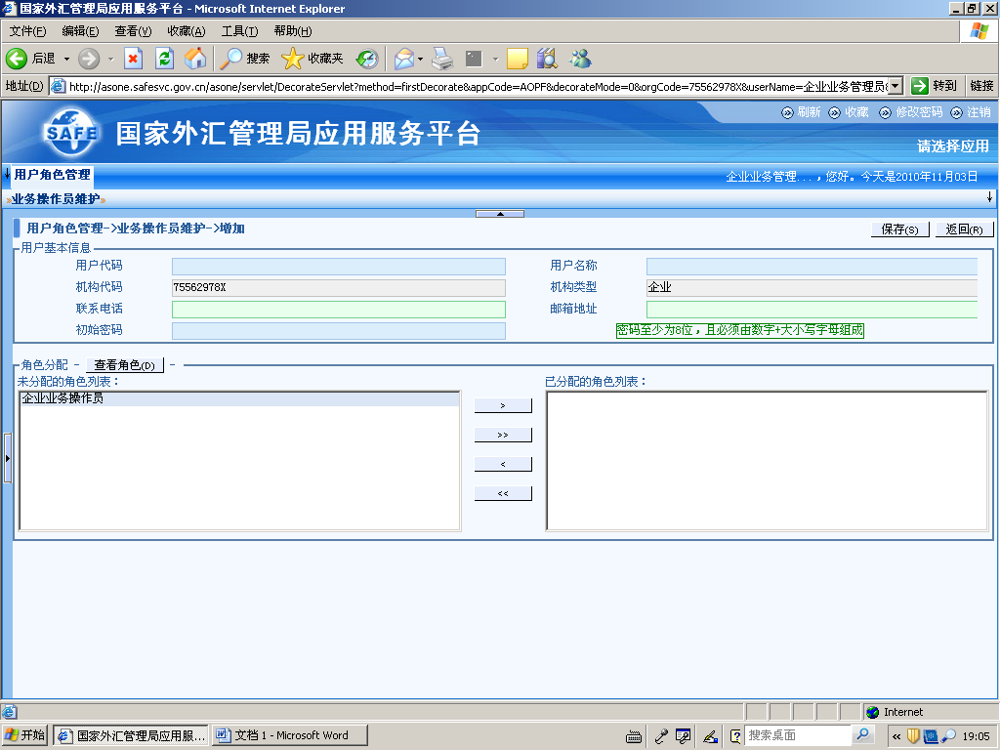 国家外汇管理局应用服务平台 - Microsoft Internet Explorer
文件(F) 编辑(E) 查看(V) 收藏(A) 工具(T) 帮助(H)
后退 搜索 收藏夹
地址(D) http://asone.safesvc.gov.cn/asone/servlet/DecorateServlet?method=firstDecorate&appCode=AOPF&decorateMode=0&orgCode=75562978X&userName=企业业务管理员& 转到 链接
SAFE 国家外汇管理局应用服务平台
刷新 收藏 修改密码 注销
请选择应用
用户角色管理 企业业务管理...，您好。今天是2010年11月03日
»业务操作员维护»
用户角色管理->业务操作员维护->增加 保存(S) 返回(R)
用户基本信息
用户代码 用户名称
机构代码 75562978X 机构类型 企业
联系电话 邮箱地址
初始密码 密码至少为8位，且必须由数字+大小写字母组成
角色分配 - 查看角色(D) -
未分配的角色列表： 已分配的角色列表：
企业业务操作员
>
>>
<
<<
Internet
开始 国家外汇管理局应用服... 文档 1 - Microsoft Word 搜索桌面 « 19:05